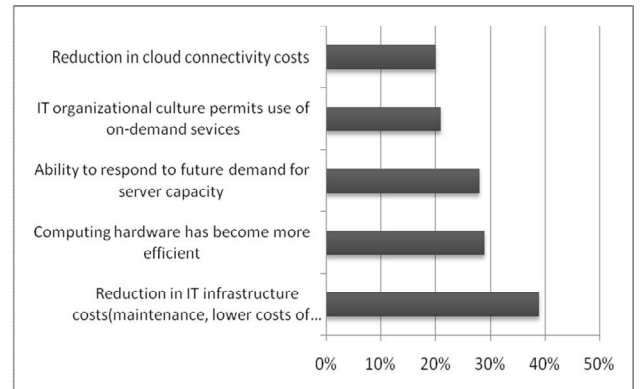 Reduction in cloud connectivity costs
IT organizational culture permits use of
on-demand sevices
Ability to respond to future demand for
server capacity
Computing hardware has become more
efficient
Reduction in IT infrastructure
costs(maintenance, lower costs of...
0% 10% 20% 30% 40% 50%